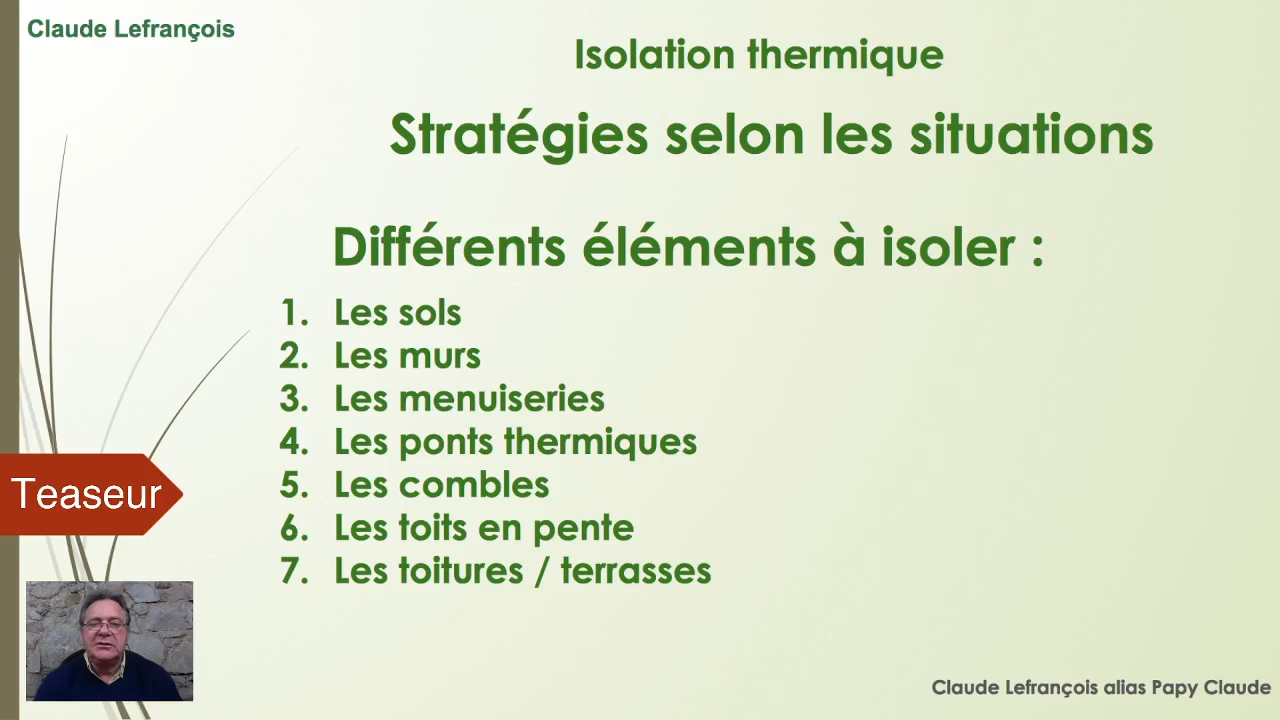 Claude Lefrançois
Isolation thermique
Stratégies selon les situations
Différents éléments à isoler :
1. Les sols
2. Les murs
3. Les menuiseries
4. Les ponts thermiques
5. Les combles
6. Les toits en pente
7. Les toitures / terrasses
Teaseur
Claude Lefrançois alias Papy Claude